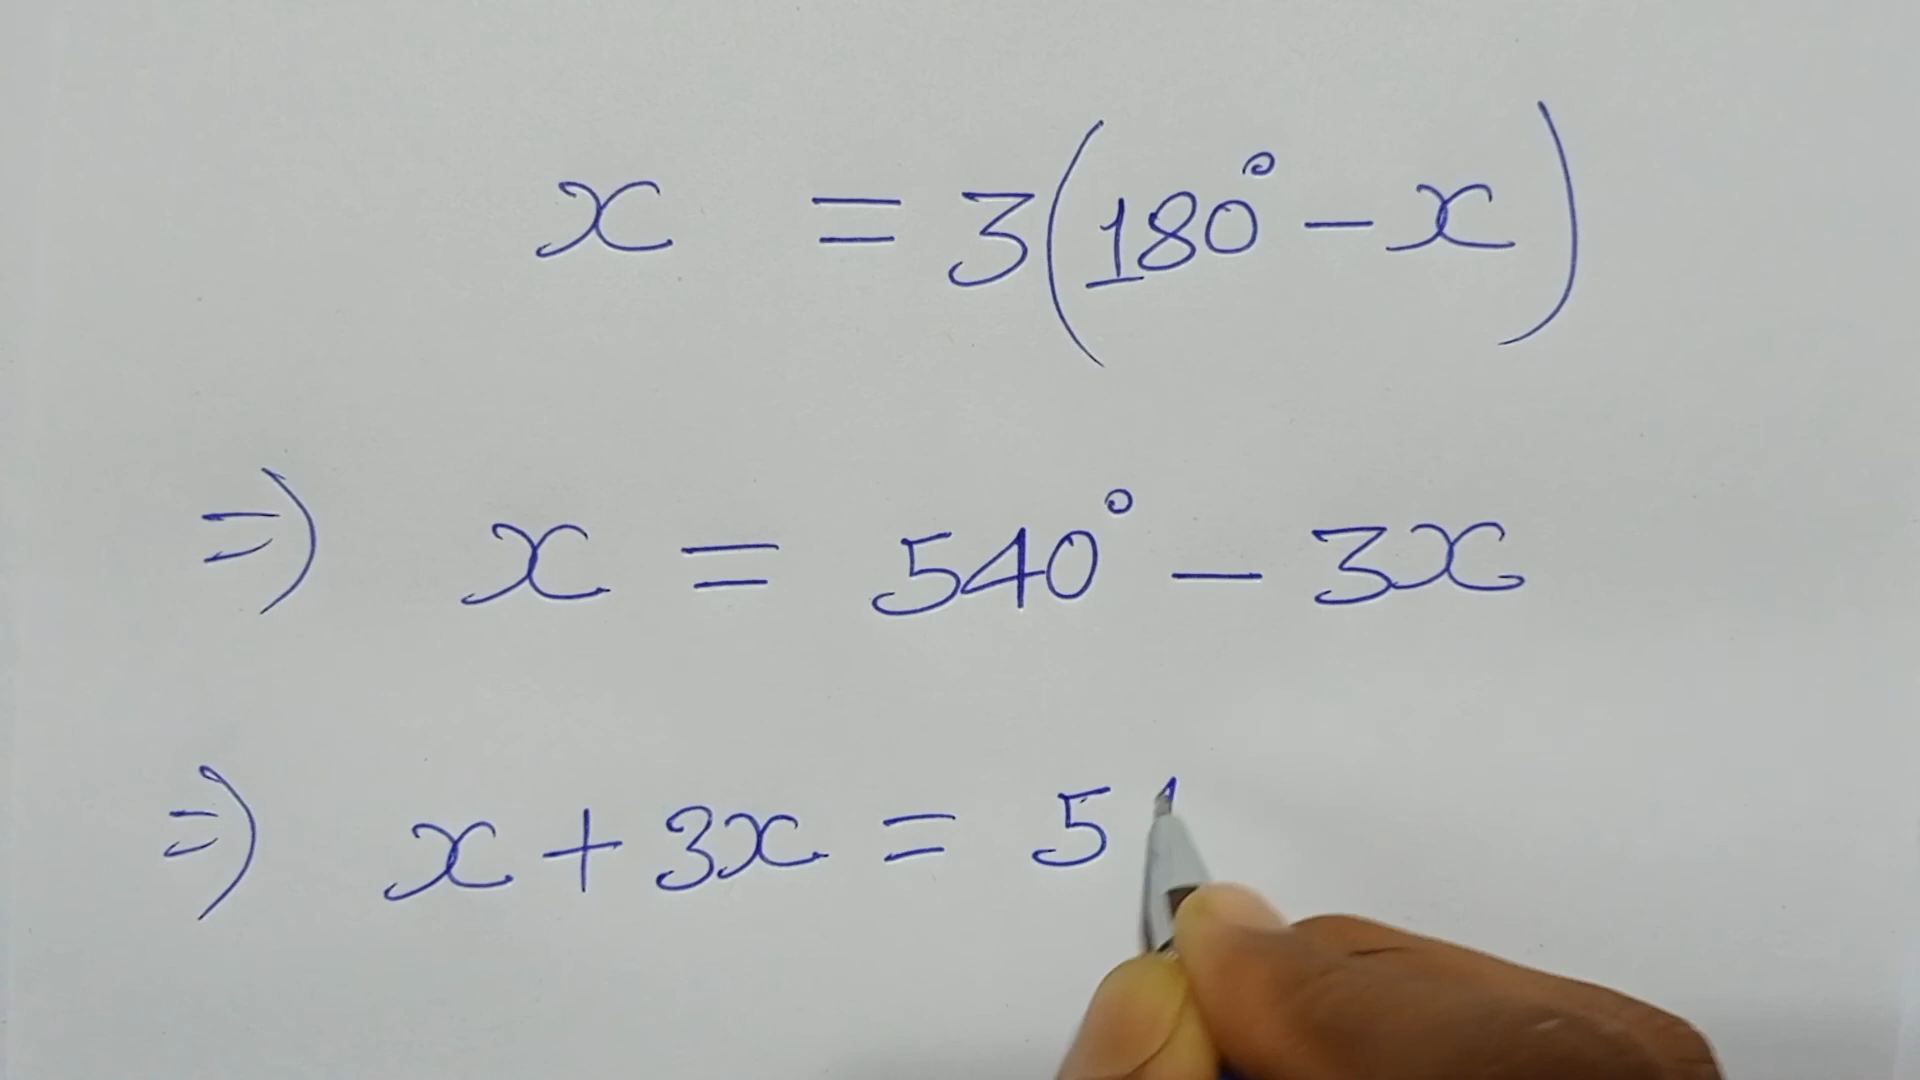 x = 3(180° - x)
⇒ x = 540° - 3x
⇒ x + 3x = 5